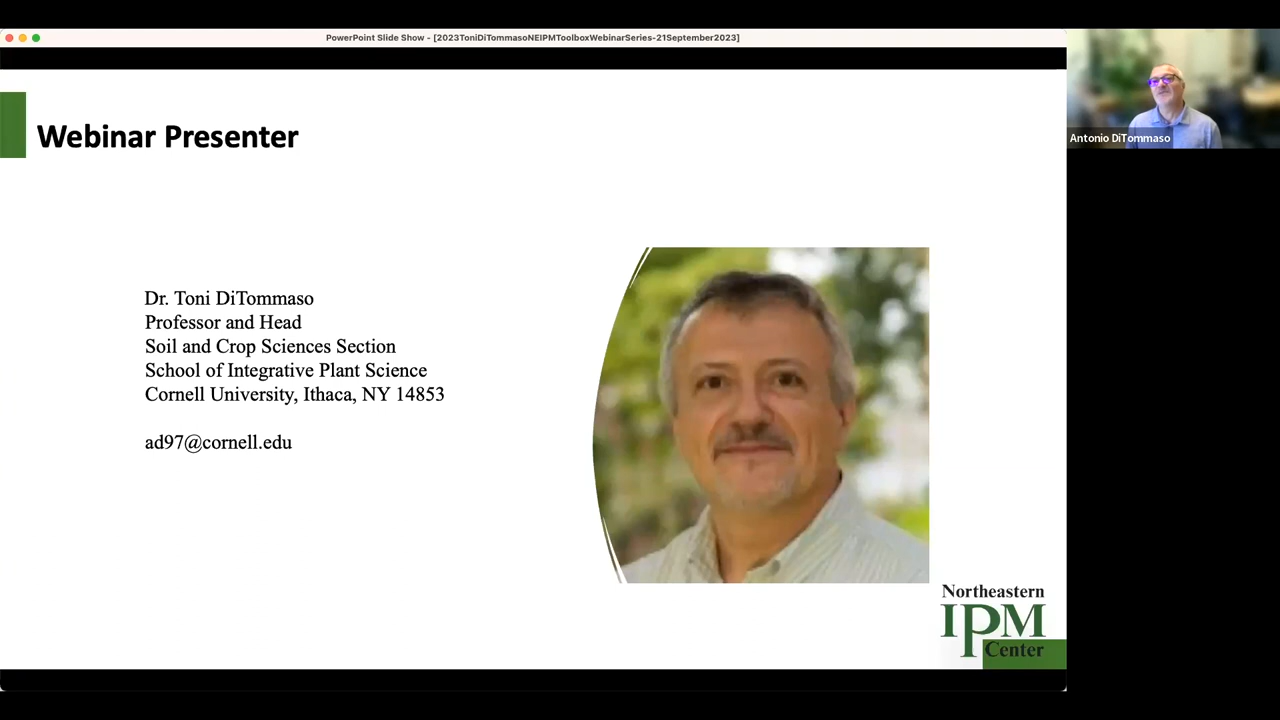 PowerPoint Slide Show - [2023ToniDiTommasoNEIPMToolboxWebinarSeries-21September2023]
Webinar Presenter
Antonio DiTommaso
Dr. Toni DiTommaso
Professor and Head
Soil and Crop Sciences Section
School of Integrative Plant Science
Cornell University, Ithaca, NY 14853
ad97@cornell.edu
Northeastern
IPM
Center